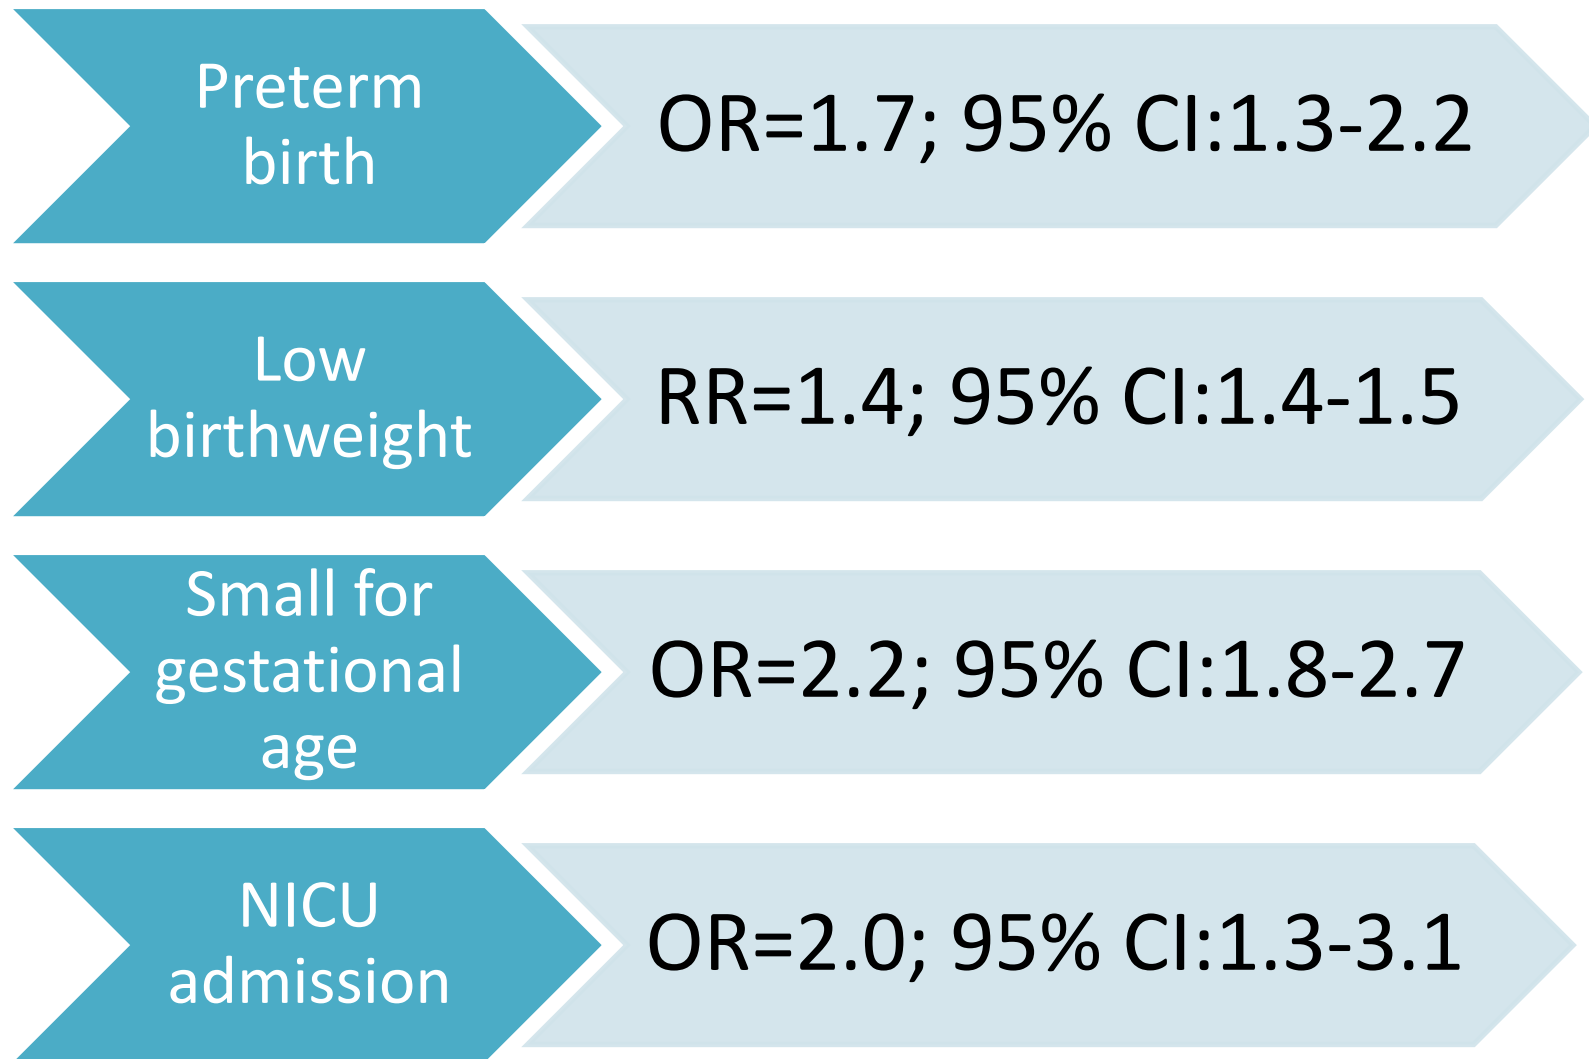 Preterm
birth
OR=1.7; 95% CI:1.3-2.2
Low
birthweight
RR=1.4; 95% CI:1.4-1.5
Small for
gestational
age
OR=2.2; 95% CI:1.8-2.7
NICU
admission
OR=2.0; 95% CI:1.3-3.1